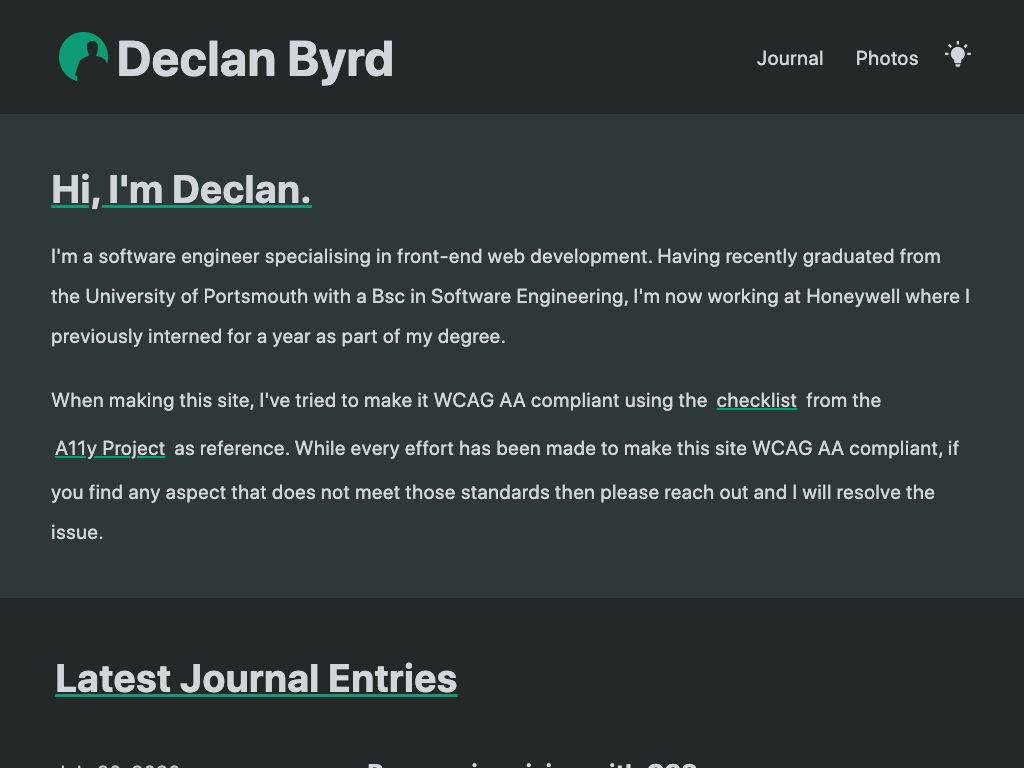 Declan Byrd
Journal Photos
Hi, I'm Declan.
I'm a software engineer specialising in front-end web development. Having recently graduated from
the University of Portsmouth with a Bsc in Software Engineering, I'm now working at Honeywell where I
previously interned for a year as part of my degree.
When making this site, I've tried to make it WCAG AA compliant using the checklist from the
A11y Project as reference. While every effort has been made to make this site WCAG AA compliant, if
you find any aspect that does not meet those standards then please reach out and I will resolve the
issue.
Latest Journal Entries